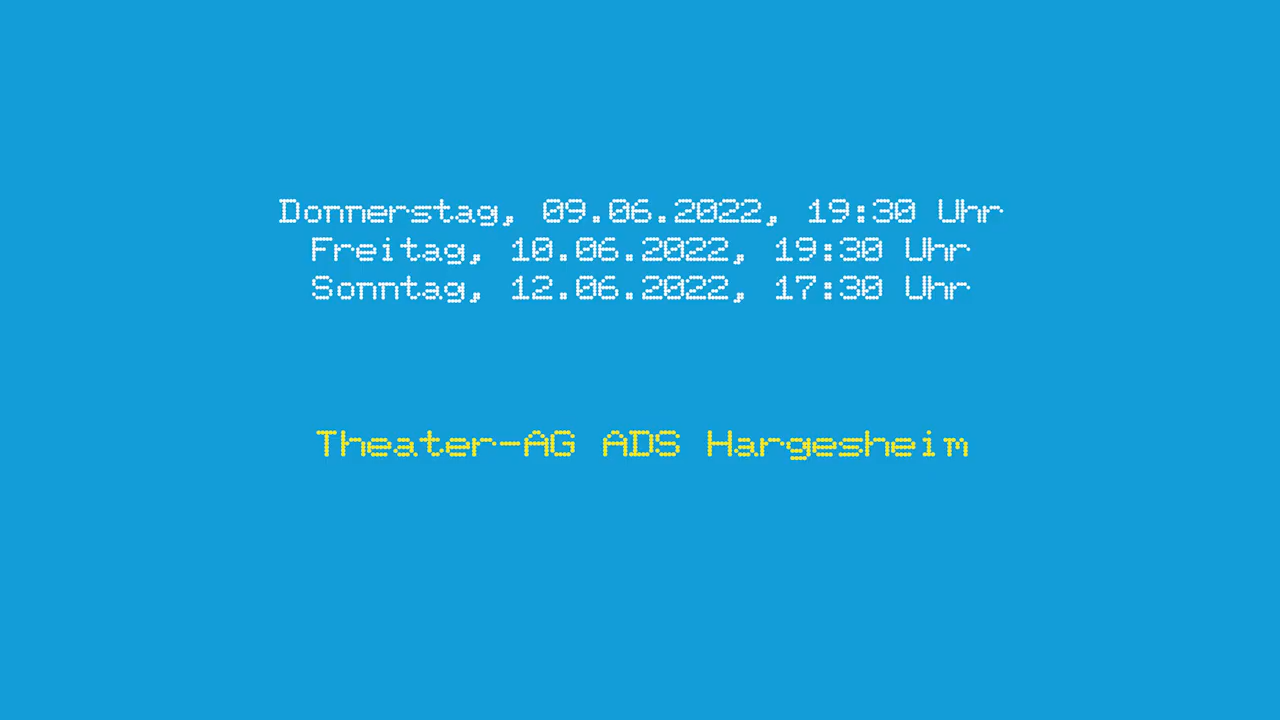 Donnerstag, 09.06.2022, 19:30 Uhr
Freitag, 10.06.2022, 19:30 Uhr
Sonntag, 12.06.2022, 17:30 Uhr
Theater-AG ADS Hargesheim